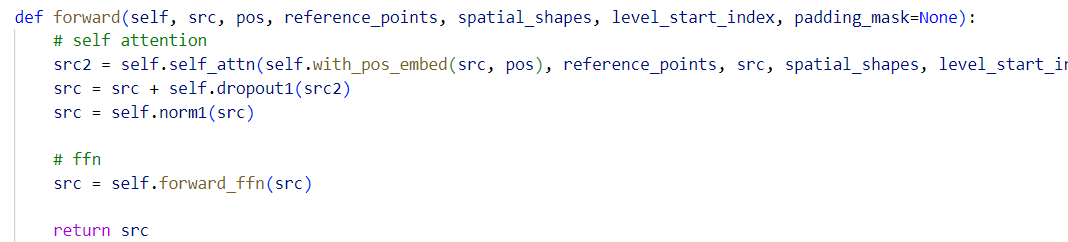 def forward(self, src, pos, reference_points, spatial_shapes, level_start_index, padding_mask=None):
# self attention
src2 = self.self_attn(self.with_pos_embed(src, pos), reference_points, src, spatial_shapes,
src = src + self.dropout1(src2)
src = self.norm1(src)
# ffn
src = self.forward_ffn(src)
return src